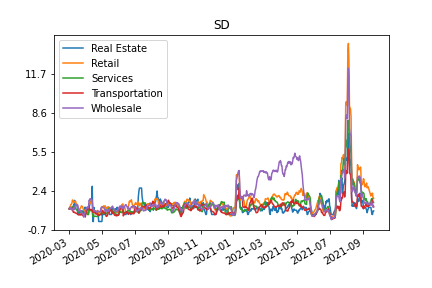 SD
Real Estate
Retail
Services
Transportation
Wholesale
11.7
8.6
5.5
2.4
-0.7
2020-03 2020-05 2020-07 2020-09 2020-11 2021-01 2021-03 2021-05 2021-07 2021-09